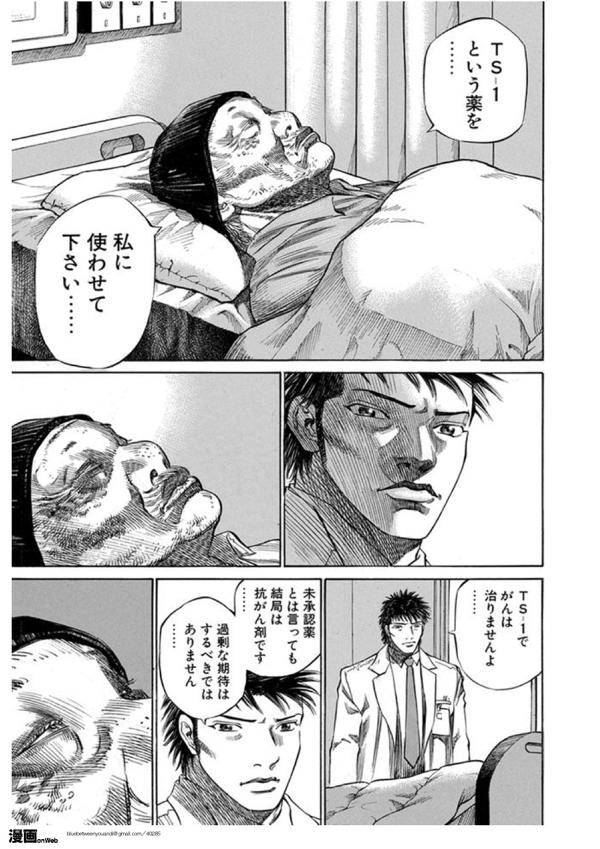 TS-1
という薬を
……
私に
使わせて
下さい……
TS-1で
がんは
治りませんよ
……
未承認薬
とは言っても
結局は
抗がん剤です
……
過剰な期待は
するべきでは
ありません
……
漫画onWeb
bluebetweenyouandi@gmail.com/40285